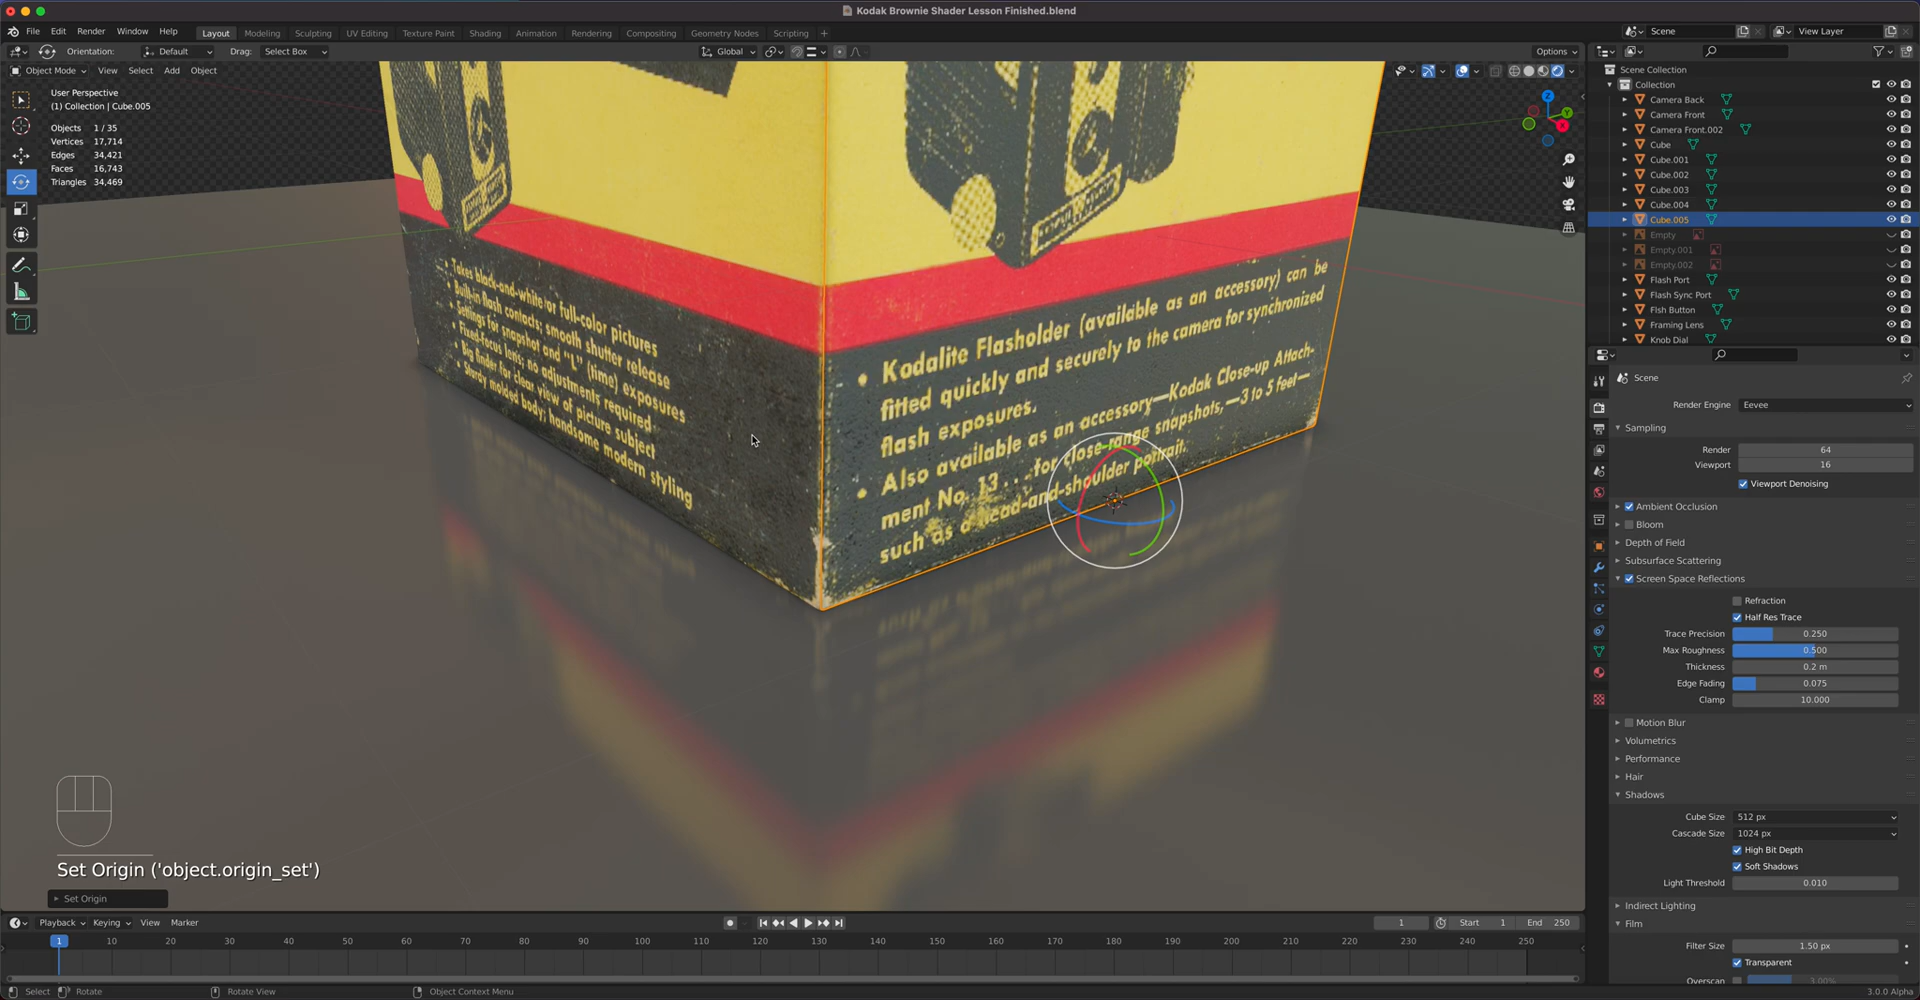 Kodak Brownie Shader Lesson Finished.blend
File Edit Render Window Help Layout Modeling Sculpting UV Editing Texture Paint Shading Animation Rendering Compositing Geometry Nodes Scripting +
Scene View Layer
Orientation: Default Drag: Select Box Global Options
Object Mode View Select Add Object
User Perspective
(1) Collection | Cube.005
Objects 1 / 35
Vertices 17,714
Edges 34,421
Faces 16,743
Triangles 34,469
• Takes black-and-white or full-color pictures
Built-in flash contacts; smooth shutter release
Settings for snapshot and "L" (time) exposures
• Fixed-focus lens; no adjustments required
• Big finder for clear view of picture subject
• Sturdy molded body; handsome modern styling
• Kodalite Flasholder (available as an accessory) can be
fitted quickly and securely to the camera for synchronized
flash exposures.
• Also available as an accessory—Kodak Close-up Attach-
ment No. 13 . . . for close-range snapshots,—3 to 5 feet—
such as a head-and-shoulder portrait.
Z
Y
X
Set Origin ('object.origin_set')
Set Origin
Scene Collection
Collection
Camera Back
Camera Front
Camera Front.002
Cube
Cube.001
Cube.002
Cube.003
Cube.004
Cube.005
Empty
Empty.001
Empty.002
Flash Port
Flash Sync Port
Flsh Button
Framing Lens
Knob Dial
Scene
Render Engine Eevee
Sampling
Render 64
Viewport 16
Viewport Denoising
Ambient Occlusion
Bloom
Depth of Field
Subsurface Scattering
Screen Space Reflections
Refraction
Half Res Trace
Trace Precision 0.250
Max Roughness 0.500
Thickness 0.2 m
Edge Fading 0.075
Clamp 10.000
Motion Blur
Volumetrics
Performance
Hair
Shadows
Cube Size 512 px
Cascade Size 1024 px
High Bit Depth
Soft Shadows
Light Threshold 0.010
Indirect Lighting
Film
Filter Size 1.50 px
Transparent
Overscan 3.00%
Playback Keying View Marker 1 Start 1 End 250
1 10 20 30 40 50 60 70 80 90 100 110 120 130 140 150 160 170 180 190 200 210 220 230 240 250
Select Rotate Rotate View Object Context Menu 3.0.0 Alpha